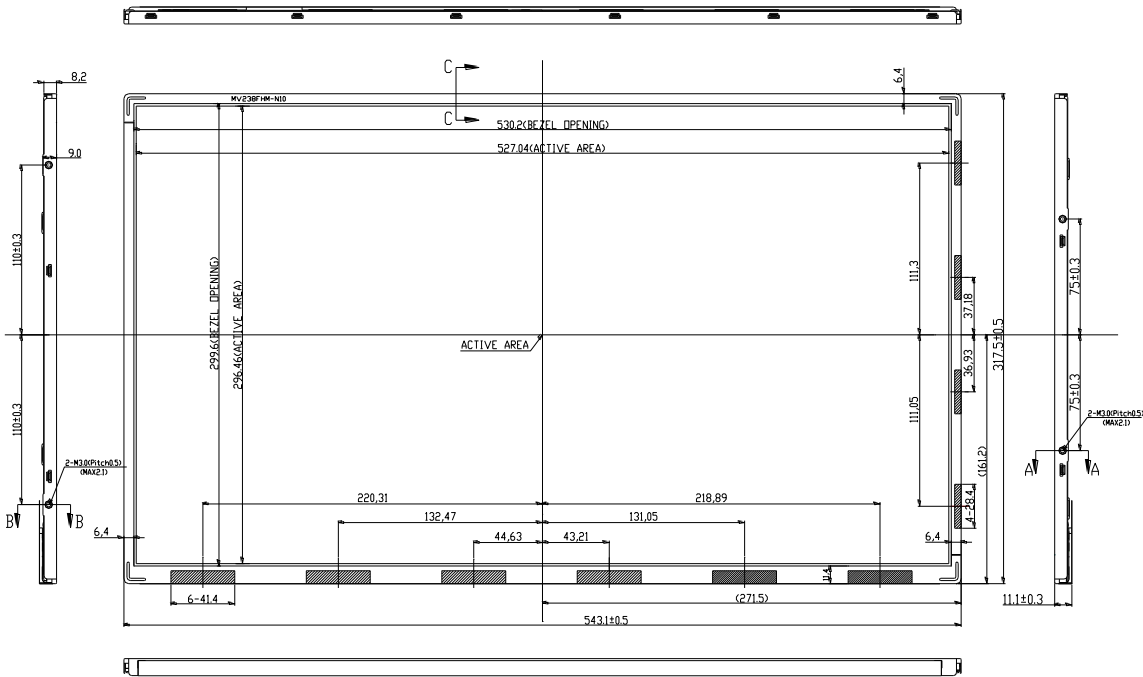 8,2
C
6,4
MV238FHM-N10
C
530.2(BEZEL OPENING)
527.04(ACTIVE AREA)
9.0
110±0.3
299.6(BEZEL OPENING)
296.46(ACTIVE AREA)
111.3
37,18
75±0.3
317.5±0.5
ACTIVE AREA
36,93
111,05
110±0.3
75±0.3
2-M3.0(Pitch0.5)
(MAX2.1)
2-M3.0(Pitch0.5)
(MAX2.1)
(161.2)
A
A
220,31
218,89
4-28.4
B
B
132,47
131,05
6,4
44,63
43,21
6,4
11.4
6-41.4
(271.5)
11.1±0.3
543.1±0.5